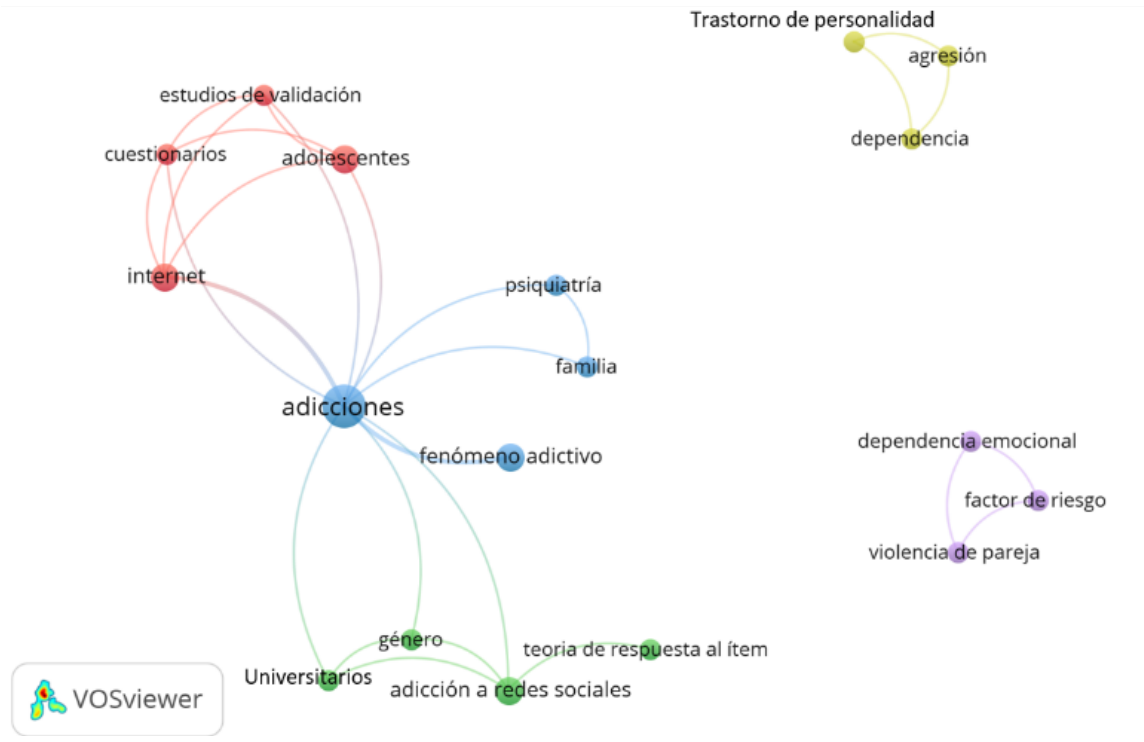 Trastorno de personalidad
agresión
dependencia
estudios de validación
cuestionarios
adolescentes
internet
psiquiatría
familia
adicciones
fenómeno adictivo
dependencia emocional
factor de riesgo
violencia de pareja
género
teoria de respuesta al ítem
Universitarios
adicción a redes sociales
VOSviewer